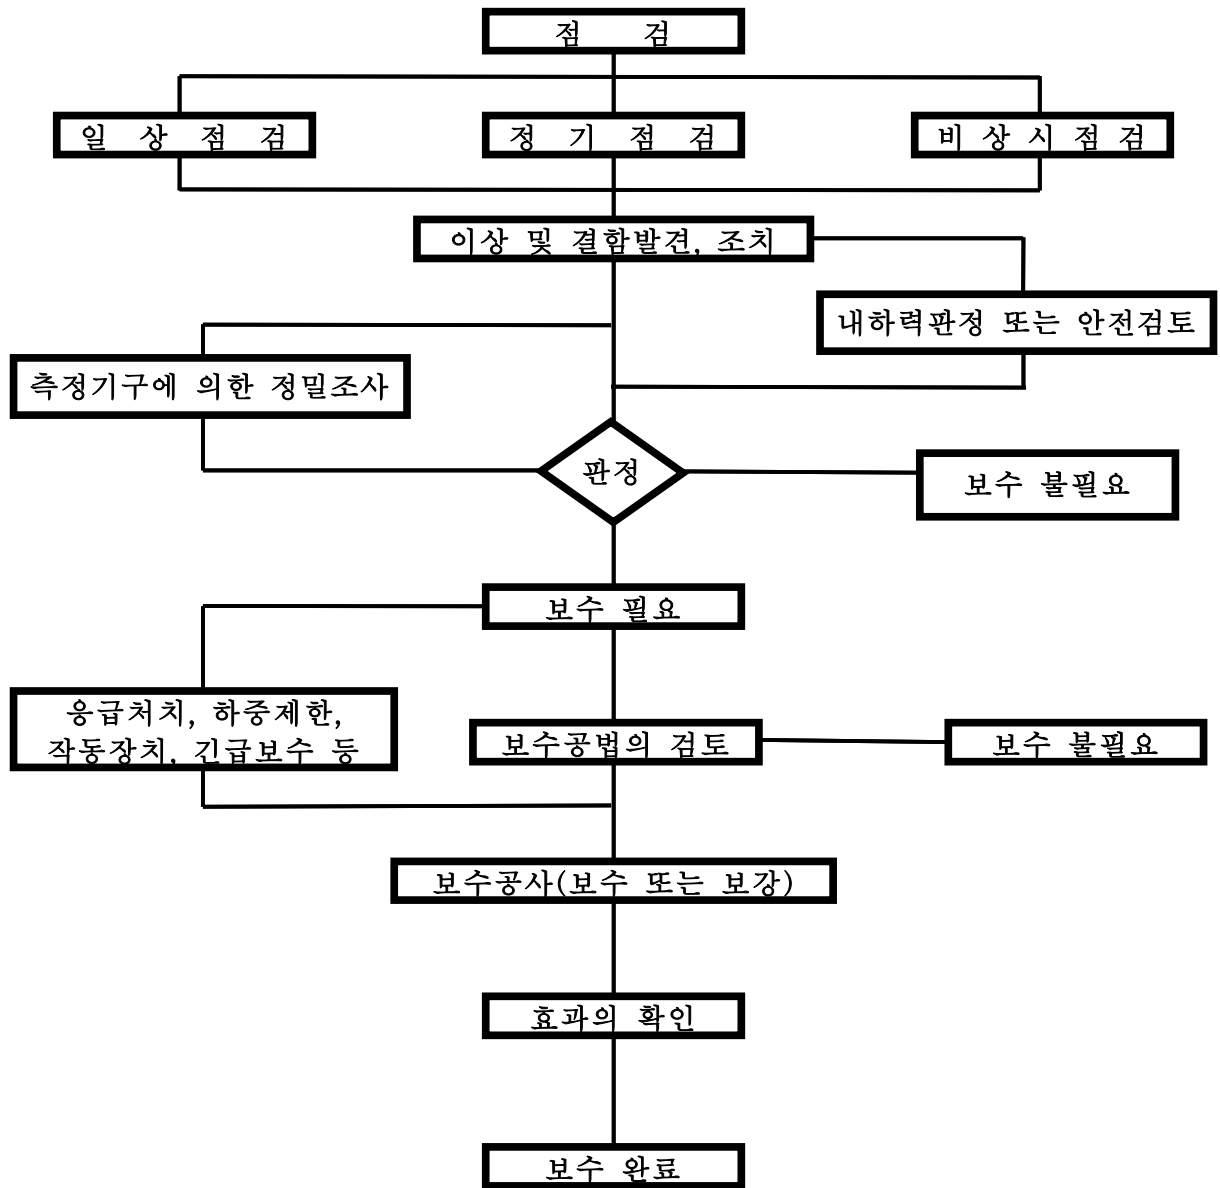 점 검
일 상 점 검
정 기 점 검
비 상 시 점 검
이상 및 결함발견, 조치
내하력판정 또는 안전검토
측정기구에 의한 정밀조사
판정
보수 불필요
보수 필요
응급처치, 하중제한,
작동장치, 긴급보수 등
보수공법의 검토
보수 불필요
보수공사(보수 또는 보강)
효과의 확인
보수 완료